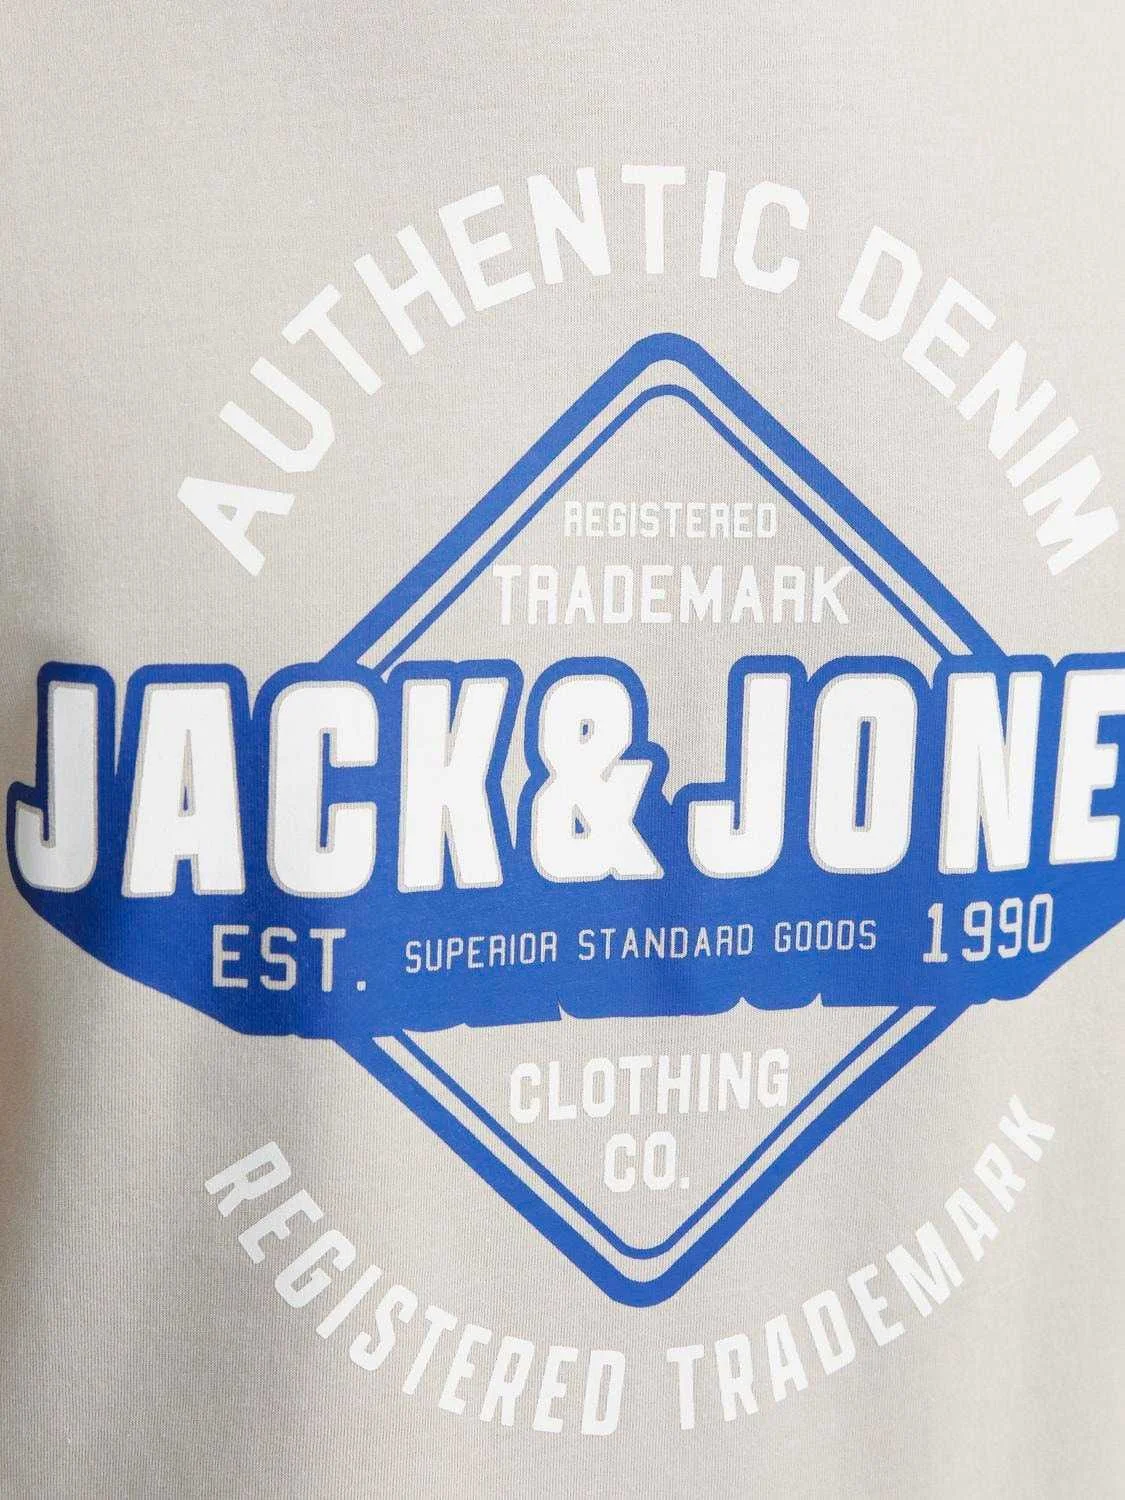 AUTHENTIC DENIM
REGISTERED
TRADEMARK
JACK & JONE
EST. SUPERIOR STANDARD GOODS 1990
CLOTHING
CO.
REGISTERED TRADEMARK